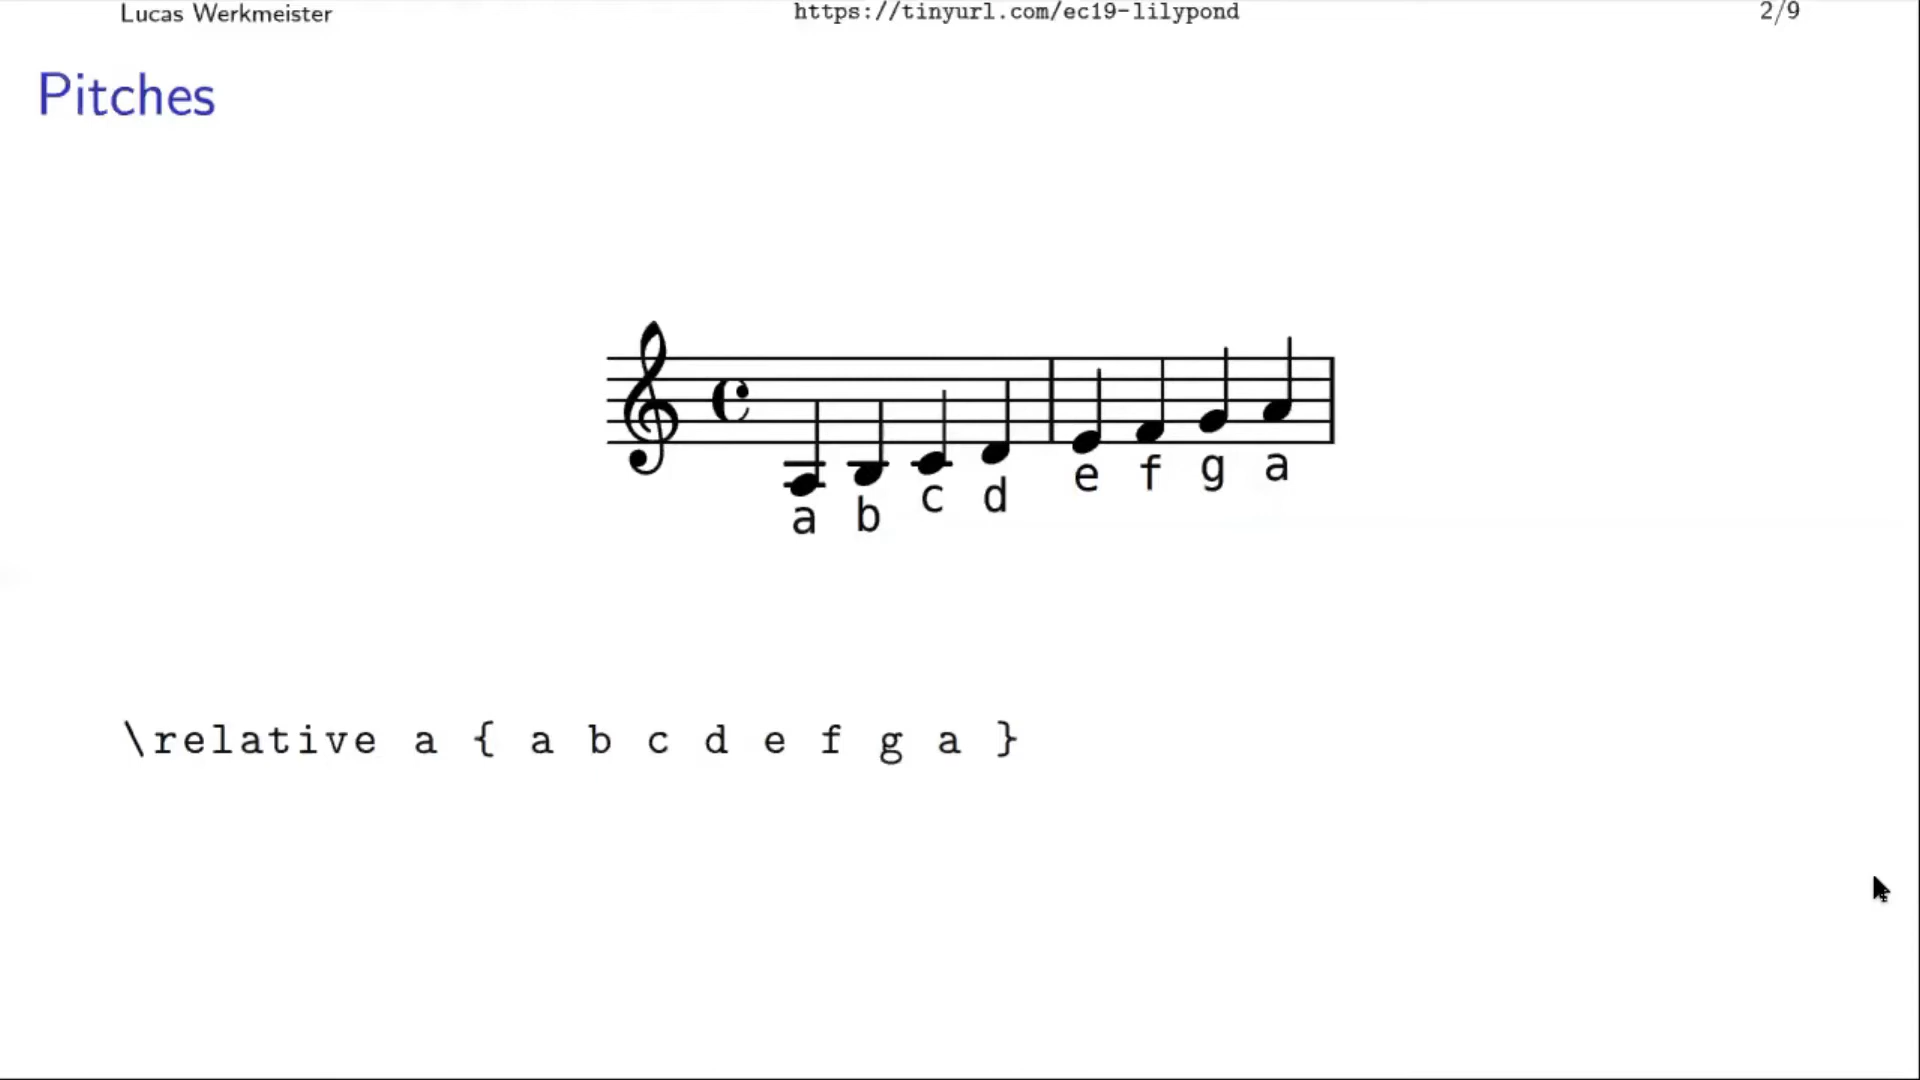 Lucas Werkmeister https://tinyurl.com/ec19-lilypond 2/9
Pitches
a b c d e f g a
\relative a { a b c d e f g a }